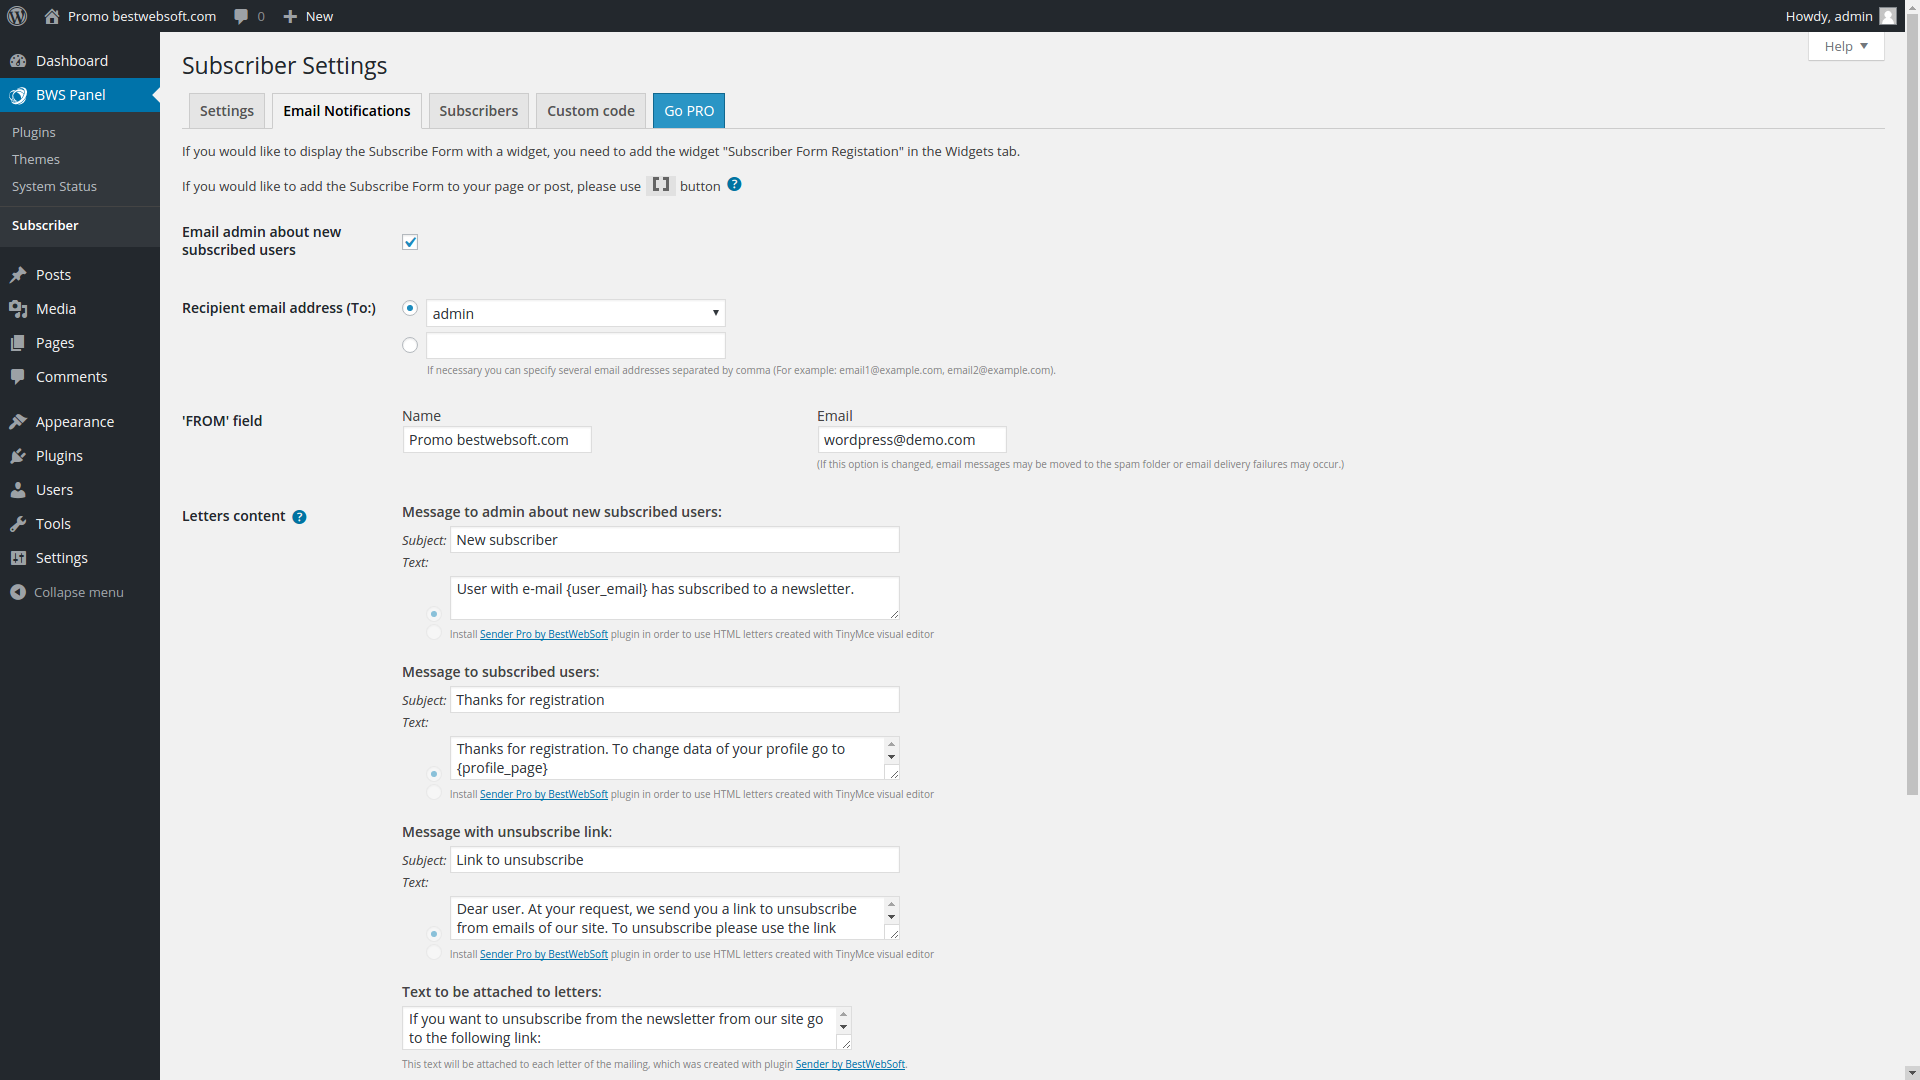 Promo bestwebsoft.com 0 New Howdy, admin
Help
Dashboard
BWS Panel
Plugins
Themes
System Status
Subscriber
Posts
Media
Pages
Comments
Appearance
Plugins
Users
Tools
Settings
Collapse menu
Subscriber Settings
Settings Email Notifications Subscribers Custom code Go PRO
If you would like to display the Subscribe Form with a widget, you need to add the widget "Subscriber Form Registation" in the Widgets tab.
If you would like to add the Subscribe Form to your page or post, please use [] button ?
Email admin about new
subscribed users
Recipient email address (To:)
admin
If necessary you can specify several email addresses separated by comma (For example: email1@example.com, email2@example.com).
'FROM' field
Name Email
Promo bestwebsoft.com wordpress@demo.com
(If this option is changed, email messages may be moved to the spam folder or email delivery failures may occur.)
Letters content ?
Message to admin about new subscribed users:
Subject: New subscriber
Text:
User with e-mail {user_email} has subscribed to a newsletter.
Install Sender Pro by BestWebSoft plugin in order to use HTML letters created with TinyMce visual editor
Message to subscribed users:
Subject: Thanks for registration
Text:
Thanks for registration. To change data of your profile go to
{profile_page}
Install Sender Pro by BestWebSoft plugin in order to use HTML letters created with TinyMce visual editor
Message with unsubscribe link:
Subject: Link to unsubscribe
Text:
Dear user. At your request, we send you a link to unsubscribe
from emails of our site. To unsubscribe please use the link
Install Sender Pro by BestWebSoft plugin in order to use HTML letters created with TinyMce visual editor
Text to be attached to letters:
If you want to unsubscribe from the newsletter from our site go
to the following link:
This text will be attached to each letter of the mailing, which was created with plugin Sender by BestWebSoft.